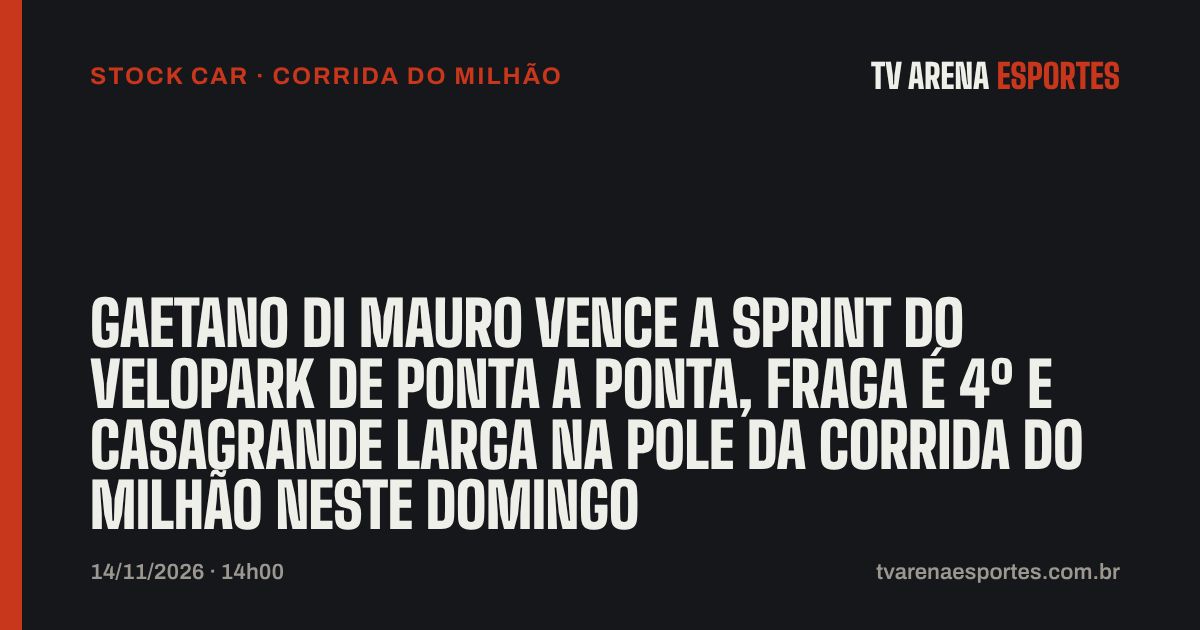 STOCK CAR · CORRIDA DO MILHÃO
TV ARENA ESPORTES
GAETANO DI MAURO VENCE A SPRINT DO
VELOPARK DE PONTA A PONTA, FRAGA É 4º E
CASAGRANDE LARGA NA POLE DA CORRIDA DO
MILHÃO NESTE DOMINGO
14/11/2026 · 14h00
tvarenaesportes.com.br